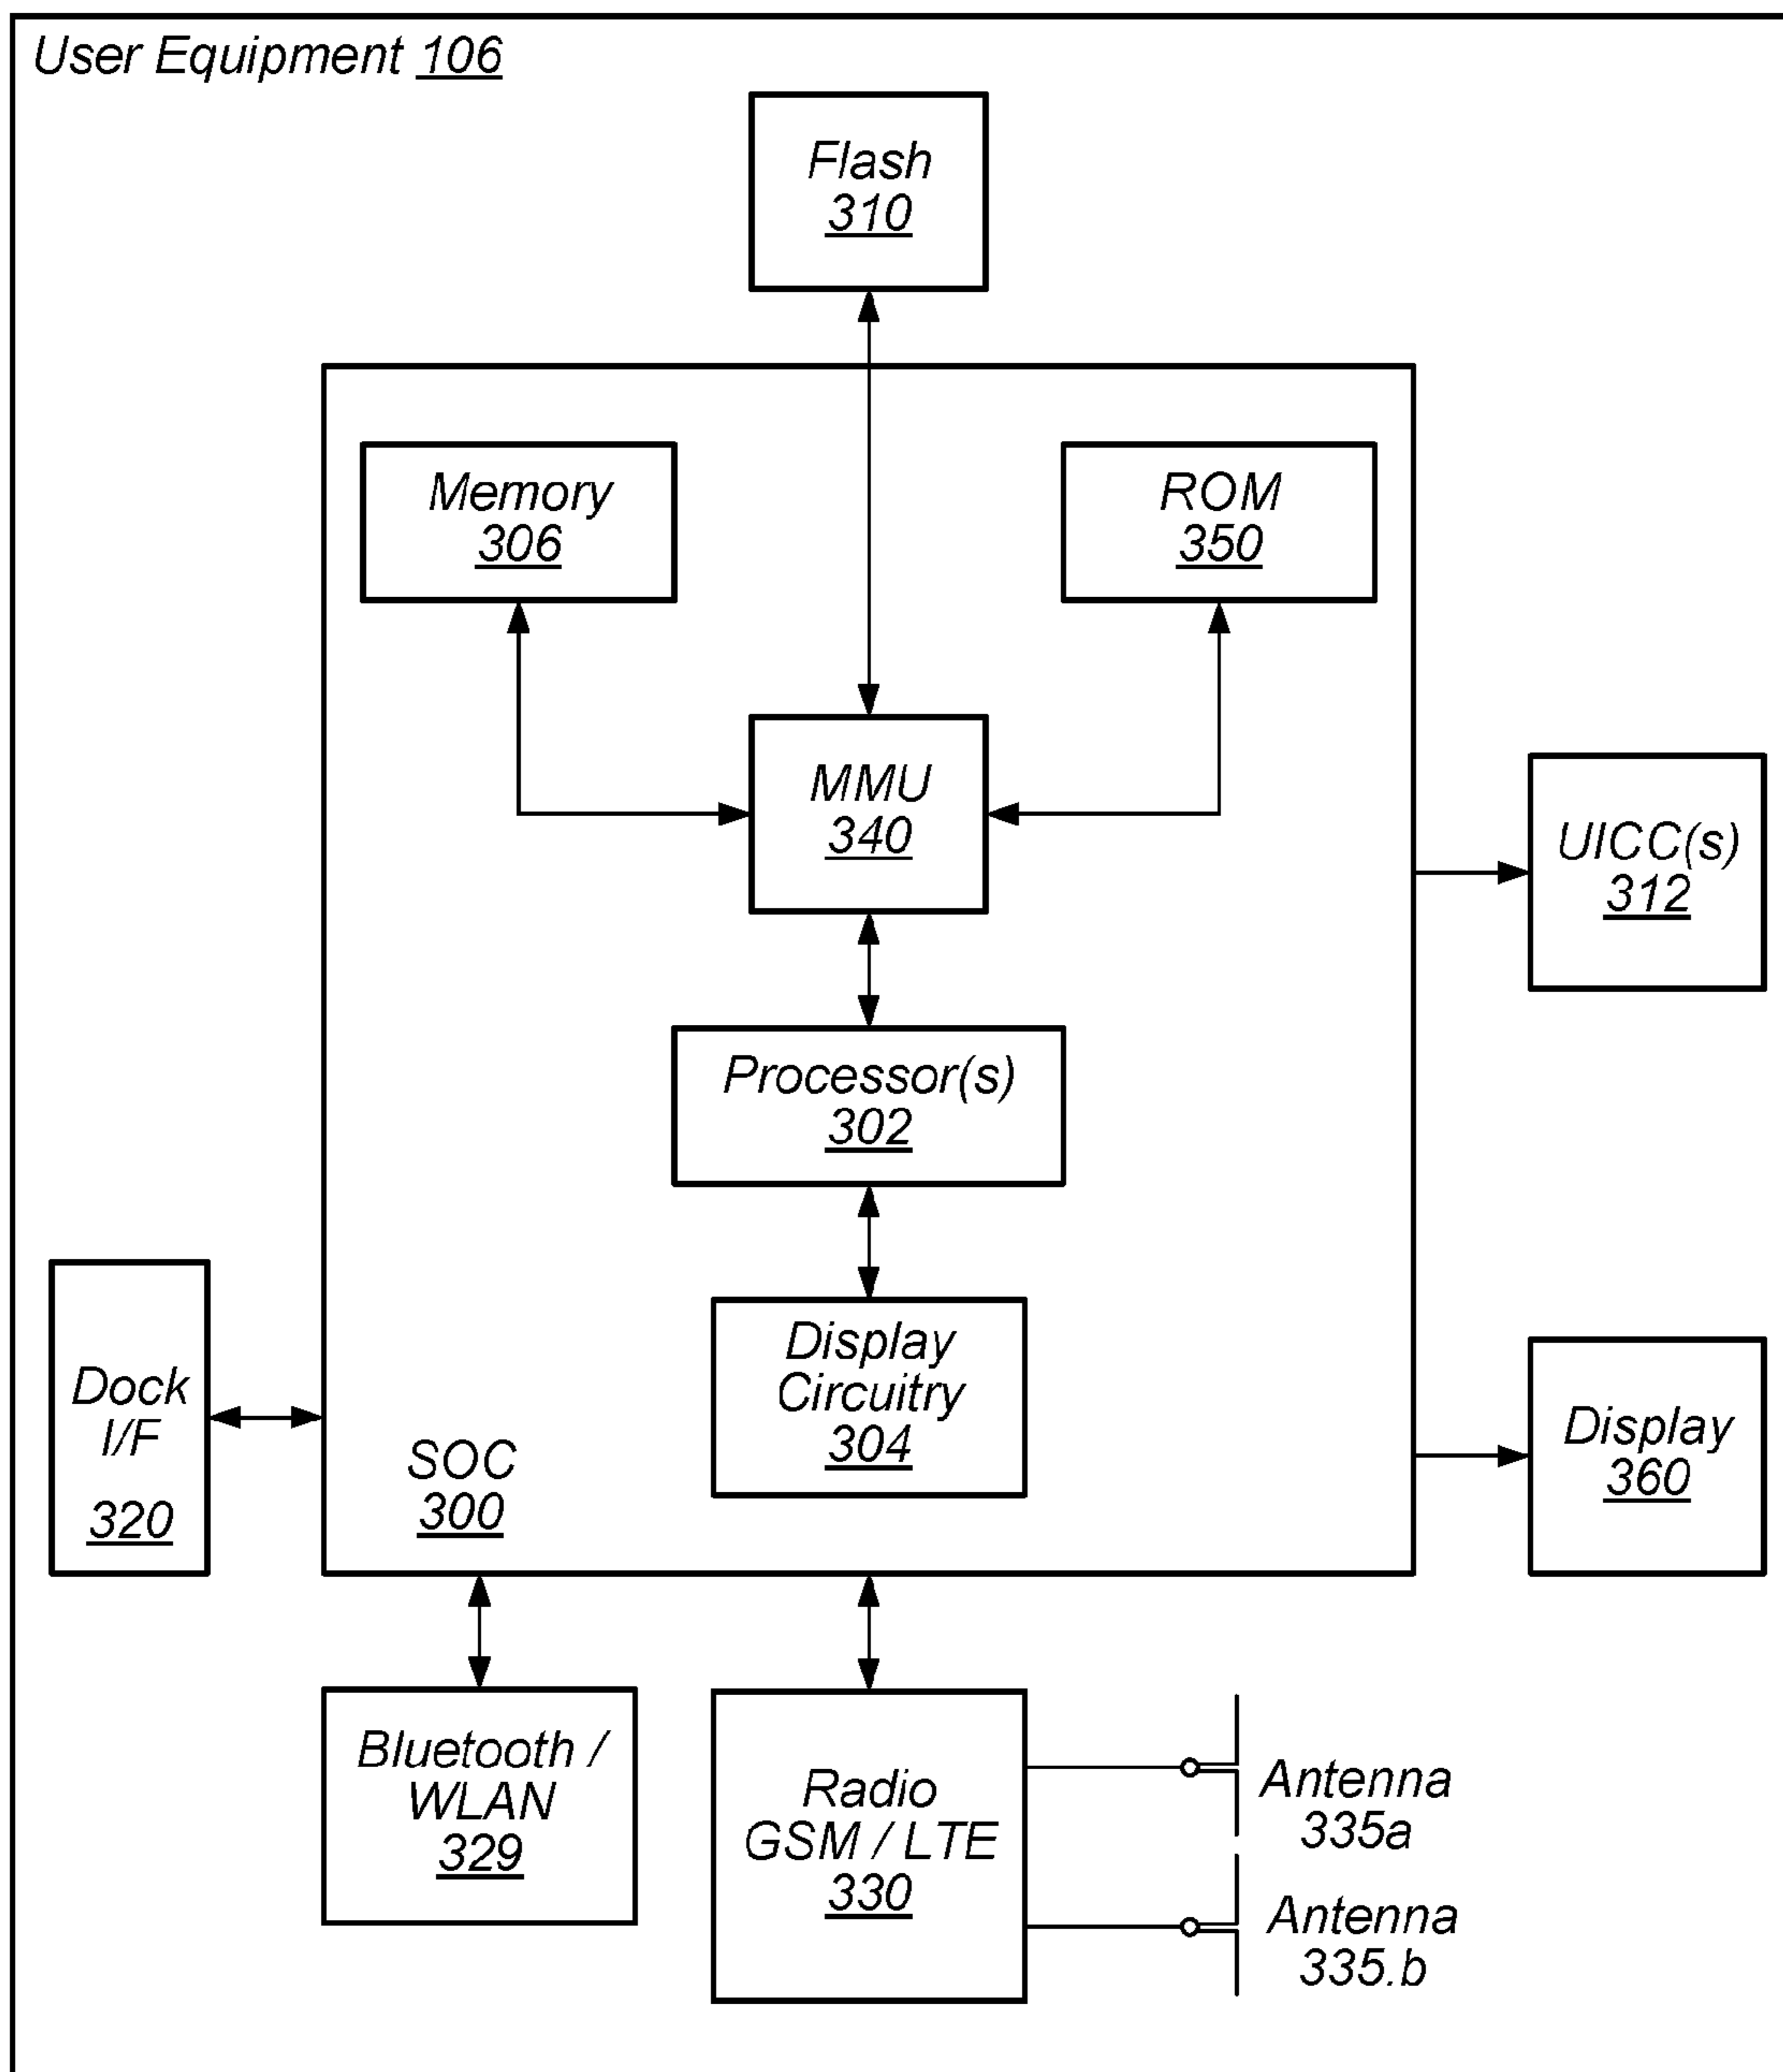 User Equipment 106
Flash
310
Memory
306
ROM
350
MMU
340
UICC(s)
312
Processor(s)
302
Display
Circuitry
304
Dock
I/F
320
SOC
300
Display
360
Bluetooth /
WLAN
329
Radio
GSM / LTE
330
Antenna
335a
Antenna
335.b